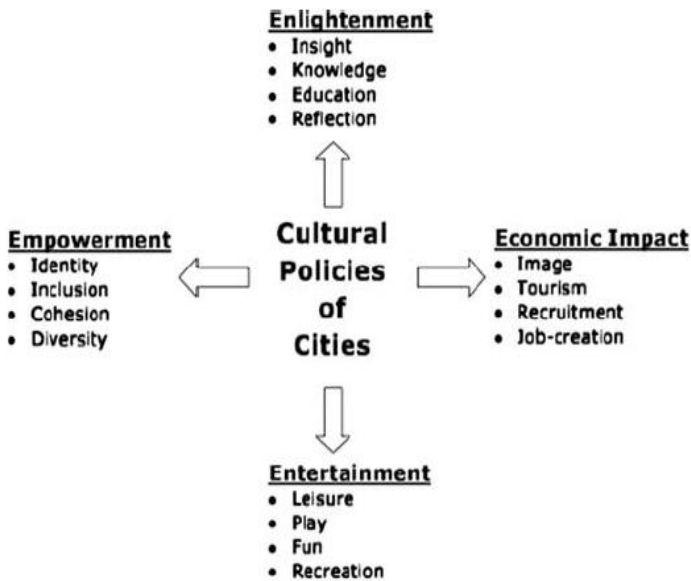 Enlightenment
• Insight
• Knowledge
• Education
• Reflection
Empowerment
• Identity
• Inclusion
• Cohesion
• Diversity
Cultural
Policies
of
Cities
Economic Impact
• Image
• Tourism
• Recruitment
• Job-creation
Entertainment
• Leisure
• Play
• Fun
• Recreation